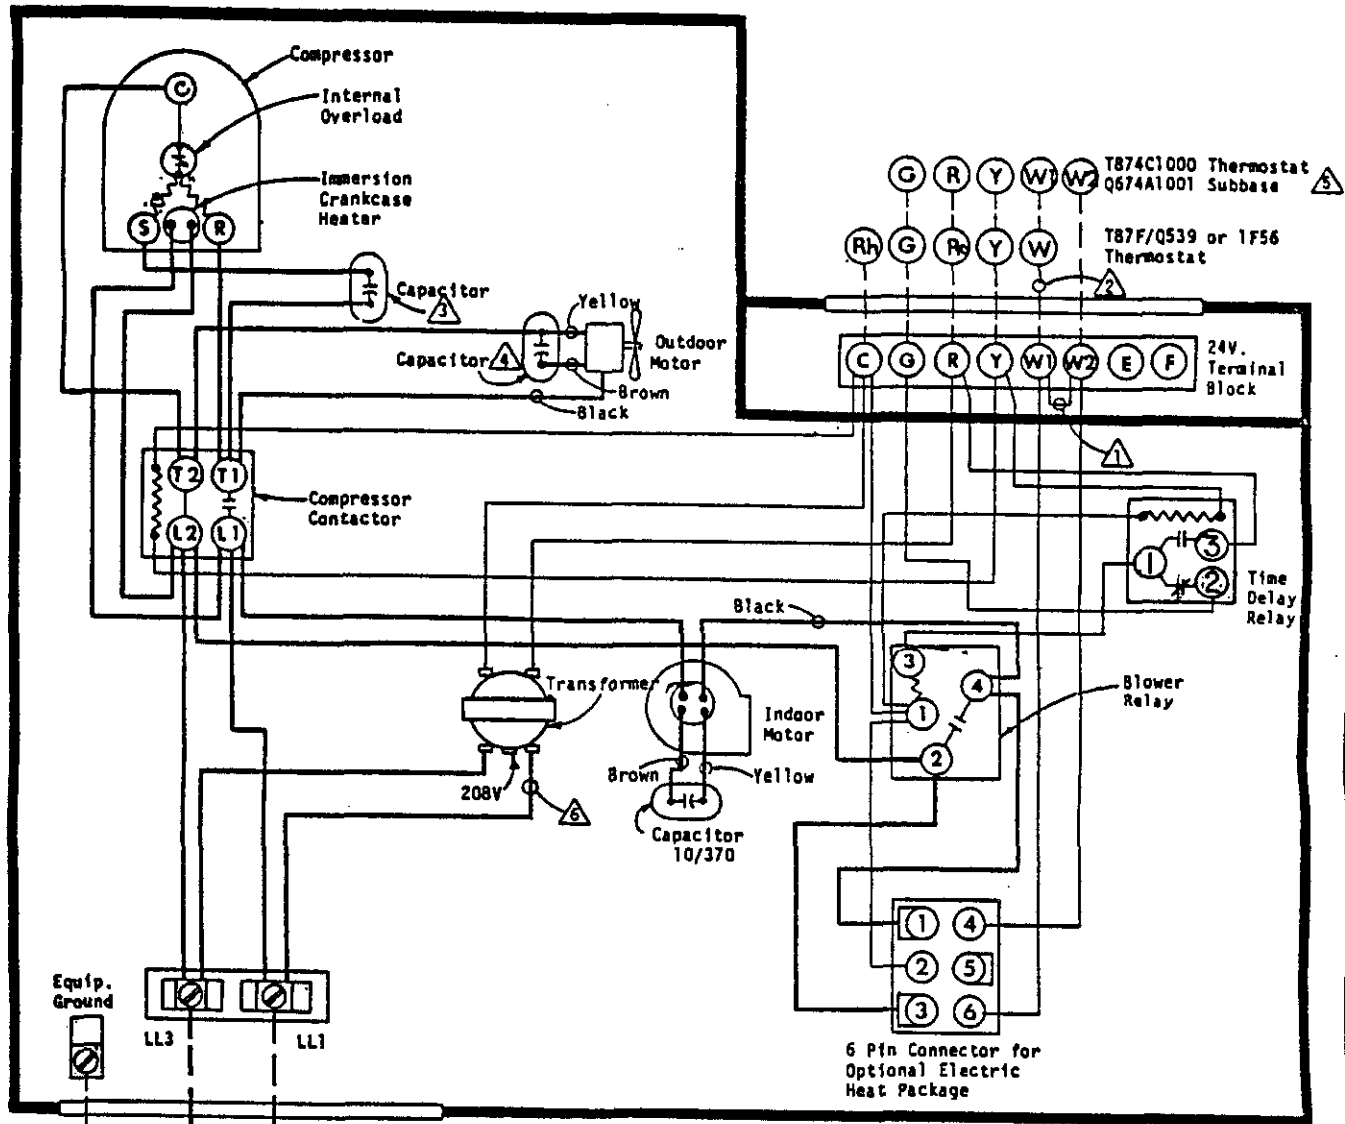 Compressor
C
Internal
Overload
Immersion
Crankcase
Heater
S
R
Capacitor
3
Yellow
Capacitor
4
Outdoor
Motor
Brown
Black
G R Y W1 W2
T874C1000 Thermostat
Q674A1001 Subbase
5
Rh G Rc Y W
T87F/Q539 or 1F56
Thermostat
2
C G R Y W1 W2 E F
24V.
Terminal
Block
1
T2 T1
L2 L1
Compressor
Contactor
3
1
2
Time
Delay
Relay
Black
3
4
1
2
Blower
Relay
Transformer
Indoor
Motor
208V
6
Brown
Yellow
Capacitor
10/370
1 4
2 5
3 6
6 Pin Connector for
Optional Electric
Heat Package
Equip.
Ground
LL3
LL1